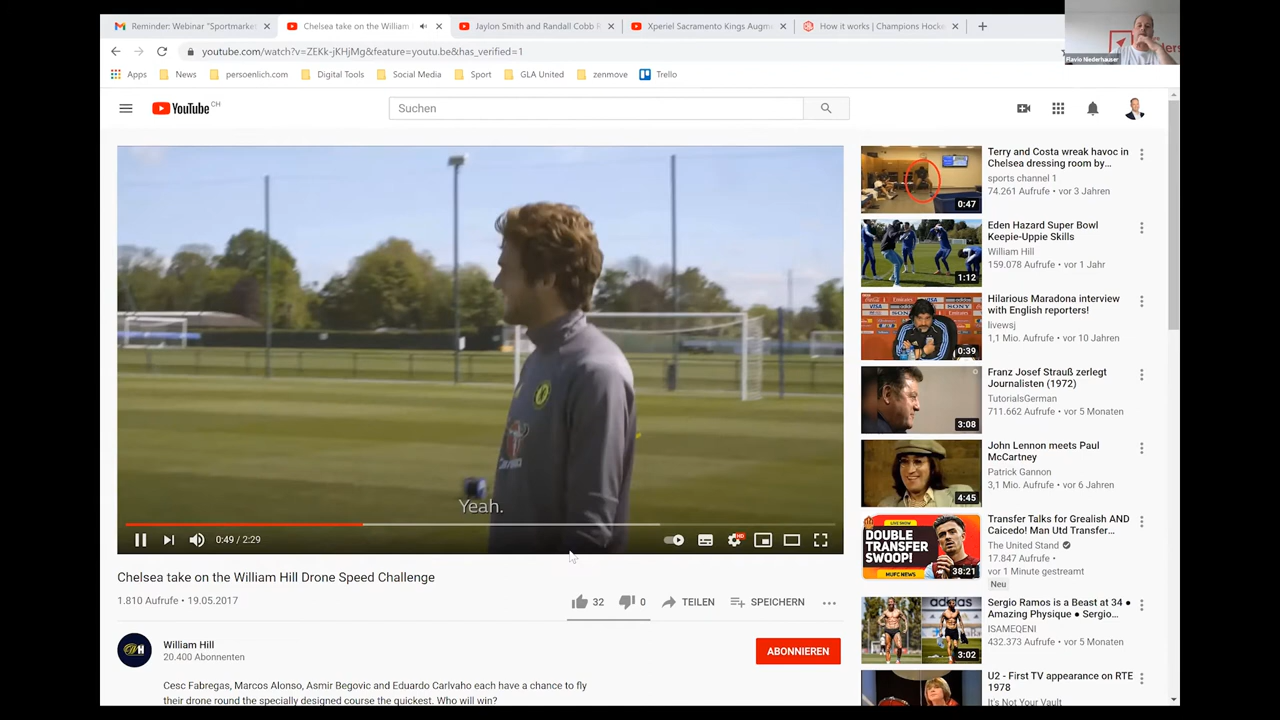 Reminder: Webinar "Sportmarket
Chelsea take on the William
Jaylon Smith and Randall Cobb R
Xperiel Sacramento Kings Augm
How it works | Champions Hocke
youtube.com/watch?v=ZEKk-jKHjMg&feature=youtu.be&has_verified=1
Flavio Niederhauser
Apps
News
persoenlich.com
Digital Tools
Social Media
Sport
GLA United
zenmove
Trello
YouTube CH
Suchen
Yeah.
0:49 / 2:29
Chelsea take on the William Hill Drone Speed Challenge
1.810 Aufrufe • 19.05.2017
32
0
TEILEN
SPEICHERN
William Hill
20.400 Abonnenten
ABONNIEREN
Cesc Fabregas, Marcos Alonso, Asmir Begovic and Eduardo Carlvaho each have a chance to fly
their drone round the specially designed course the quickest. Who will win?
0:47
Terry and Costa wreak havoc in
Chelsea dressing room by...
sports channel 1
74.261 Aufrufe • vor 3 Jahren
1:12
Eden Hazard Super Bowl
Keepie-Uppie Skills
William Hill
159.078 Aufrufe • vor 1 Jahr
0:39
Hilarious Maradona interview
with English reporters!
livewsj
1,1 Mio. Aufrufe • vor 10 Jahren
3:08
Franz Josef Strauß zerlegt
Journalisten (1972)
TutorialsGerman
711.662 Aufrufe • vor 5 Monaten
4:45
John Lennon meets Paul
McCartney
Patrick Gannon
3,1 Mio. Aufrufe • vor 6 Jahren
DOUBLE
TRANSFER
SWOOP!
MUFC NEWS
38:21
Transfer Talks for Grealish AND
Caicedo! Man Utd Transfer...
The United Stand
17.847 Aufrufe •
vor 1 Minute gestreamt
Neu
adidas
3:02
Sergio Ramos is a Beast at 34 ●
Amazing Physique ● Sergio...
ISAMEQENI
432.373 Aufrufe • vor 5 Monaten
U2 - First TV appearance on RTE
1978
It's Not Your Vault